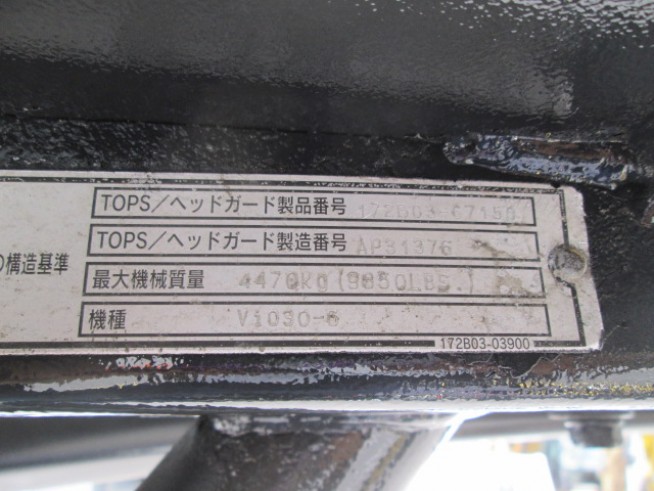 TOPS／ヘッドガード製品番号
TOPS／ヘッドガード製造番号 AP31376
の構造基準
最大機械質量 4470Kg (9850LBS.)
機種 ViO30-6
172B03-03900